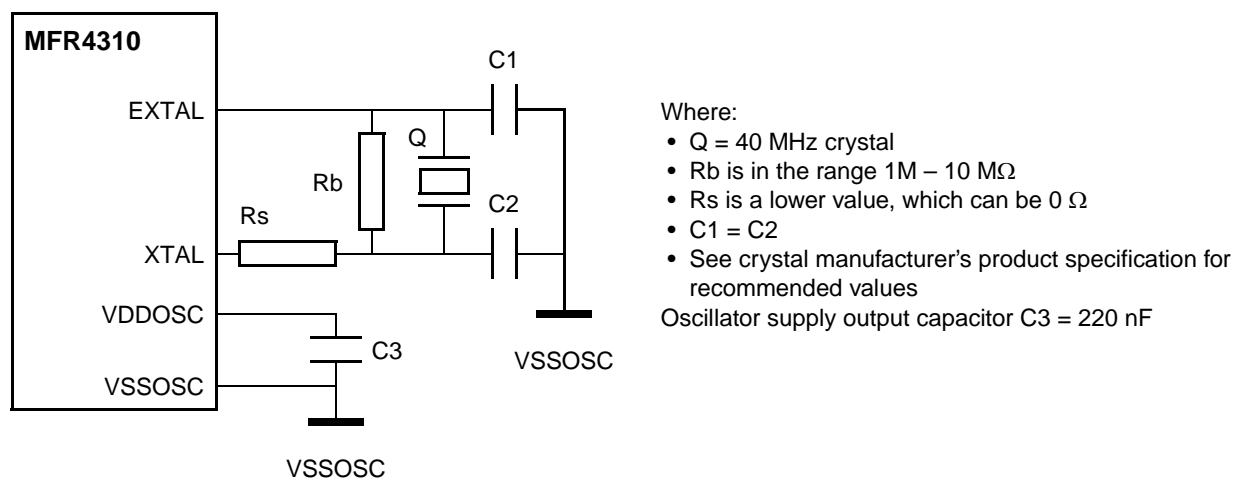 MFR4310
C1
EXTAL
Q
Rb
C2
Rs
XTAL
VDDOSC
C3
VSSOSC
VSSOSC
VSSOSC
Where:
• Q = 40 MHz crystal
• Rb is in the range 1M – 10 MΩ
• Rs is a lower value, which can be 0 Ω
• C1 = C2
• See crystal manufacturer's product specification for
recommended values
Oscillator supply output capacitor C3 = 220 nF